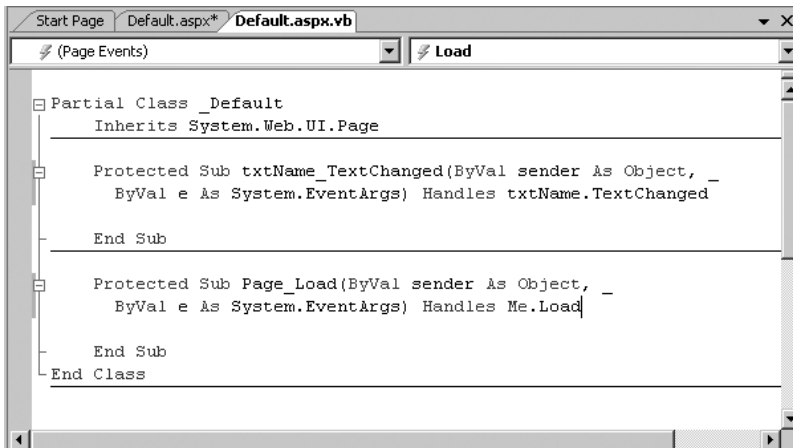 Start Page Default.aspx* Default.aspx.vb
(Page Events) Load
Partial Class _Default
Inherits System.Web.UI.Page
Protected Sub txtName_TextChanged(ByVal sender As Object, _
ByVal e As System.EventArgs) Handles txtName.TextChanged
End Sub
Protected Sub Page_Load(ByVal sender As Object, _
ByVal e As System.EventArgs) Handles Me.Load
End Sub
End Class